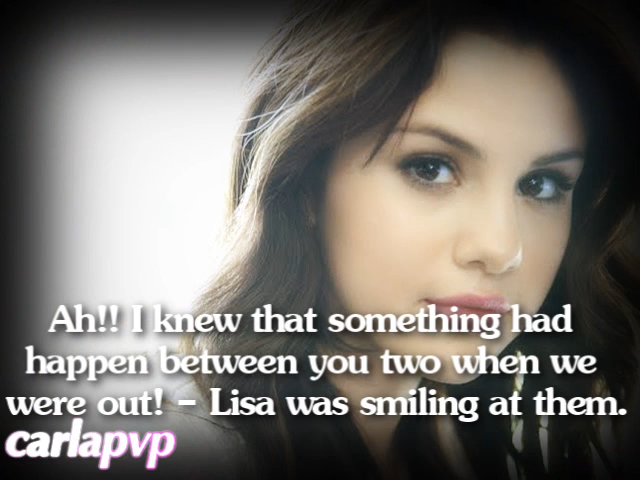 Ah!! I knew that something had
happen between you two when we
were out! - Lisa was smiling at them.
carlapvp